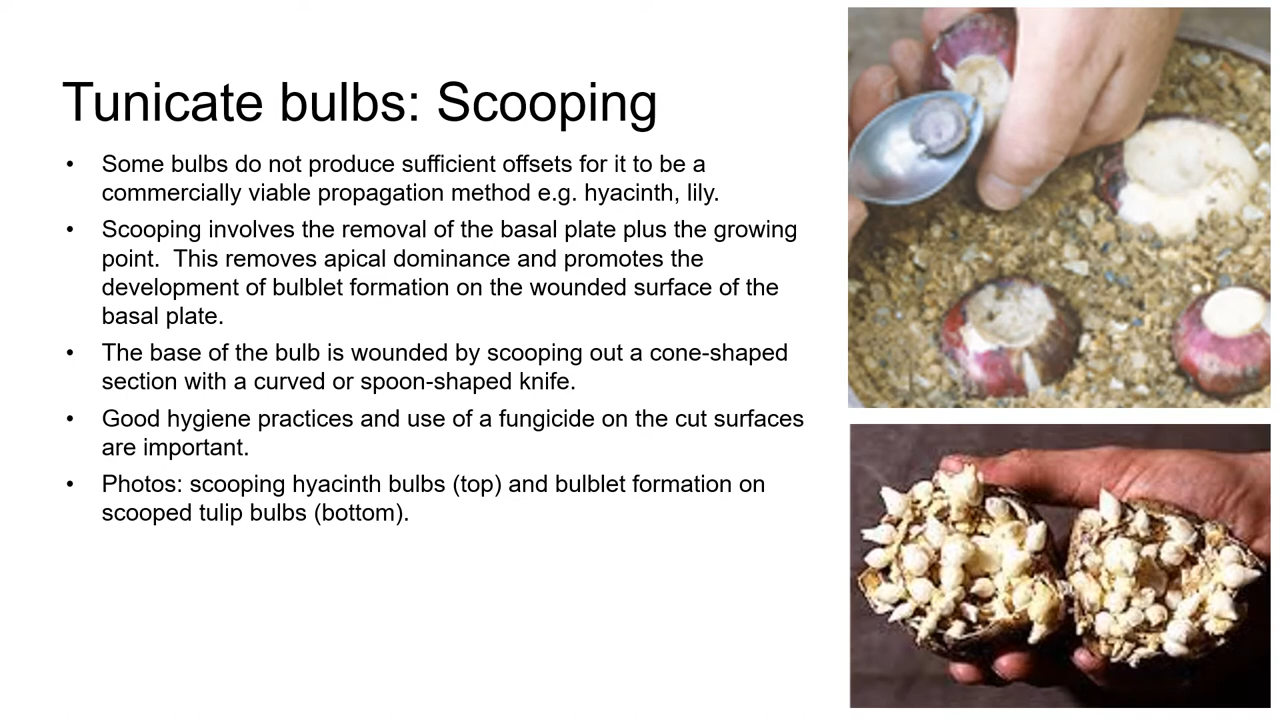 Tunicate bulbs: Scooping
• Some bulbs do not produce sufficient offsets for it to be a
commercially viable propagation method e.g. hyacinth, lily.
• Scooping involves the removal of the basal plate plus the growing
point.  This removes apical dominance and promotes the
development of bulblet formation on the wounded surface of the
basal plate.
• The base of the bulb is wounded by scooping out a cone-shaped
section with a curved or spoon-shaped knife.
• Good hygiene practices and use of a fungicide on the cut surfaces
are important.
• Photos: scooping hyacinth bulbs (top) and bulblet formation on
scooped tulip bulbs (bottom).